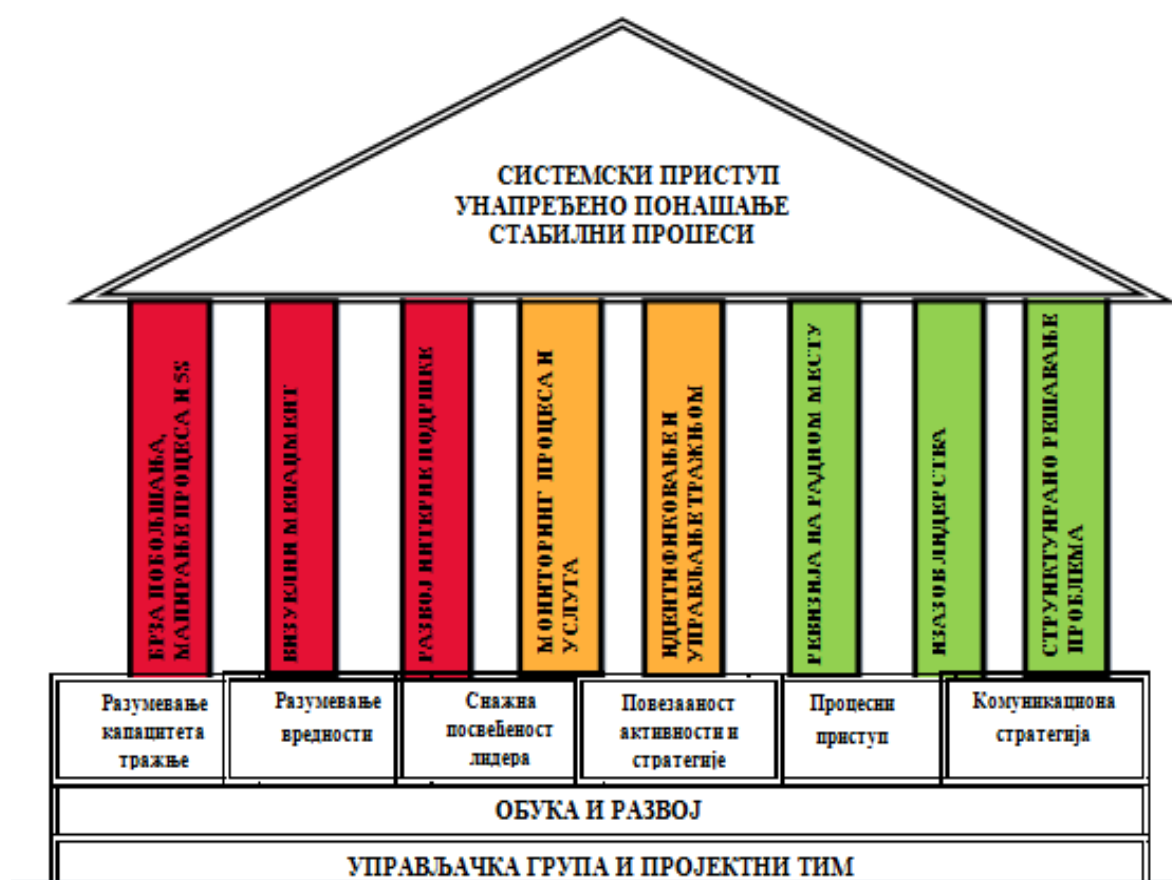 СИСТЕМСКИ ПРИСТУП
УНАПРЕЂЕНО ПОНАШАЊЕ
СТАБИЛНИ ПРОЦЕСИ
БРЗА ПОБОЉШАЊА,
МАПИРАЊЕ ПРОЦЕСА И 5S
ВИЗУЕЛНИ МЕНАЏМЕНТ
РАЗВОЈ ИНТЕРНЕ ПОДРШКЕ
МОНИТОРИНГ ПРОЦЕСА И
УСЛУГА
ИДЕНТИФИКОВАЊЕ И
УПРАВЉАЊЕ ТРАЖЊОМ
РЕВИЗИЈА НА РАДНОМ МЕСТУ
ИЗАЗОВ ЛИДЕРСТВА
СТРУНКТУИРАНО РЕШАВАЊЕ
ПРОБЛЕМА
Разумевање
капацитета
тражње
Разумевање
вредности
Снажна
посвећеност
лидера
Повезааност
активности и
стратегије
Процесни
приступ
Комуникациона
стратегија
ОБУКА И РАЗВОЈ
УПРАВЉАЧКА ГРУПА И ПРОЈЕКТНИ ТИМ